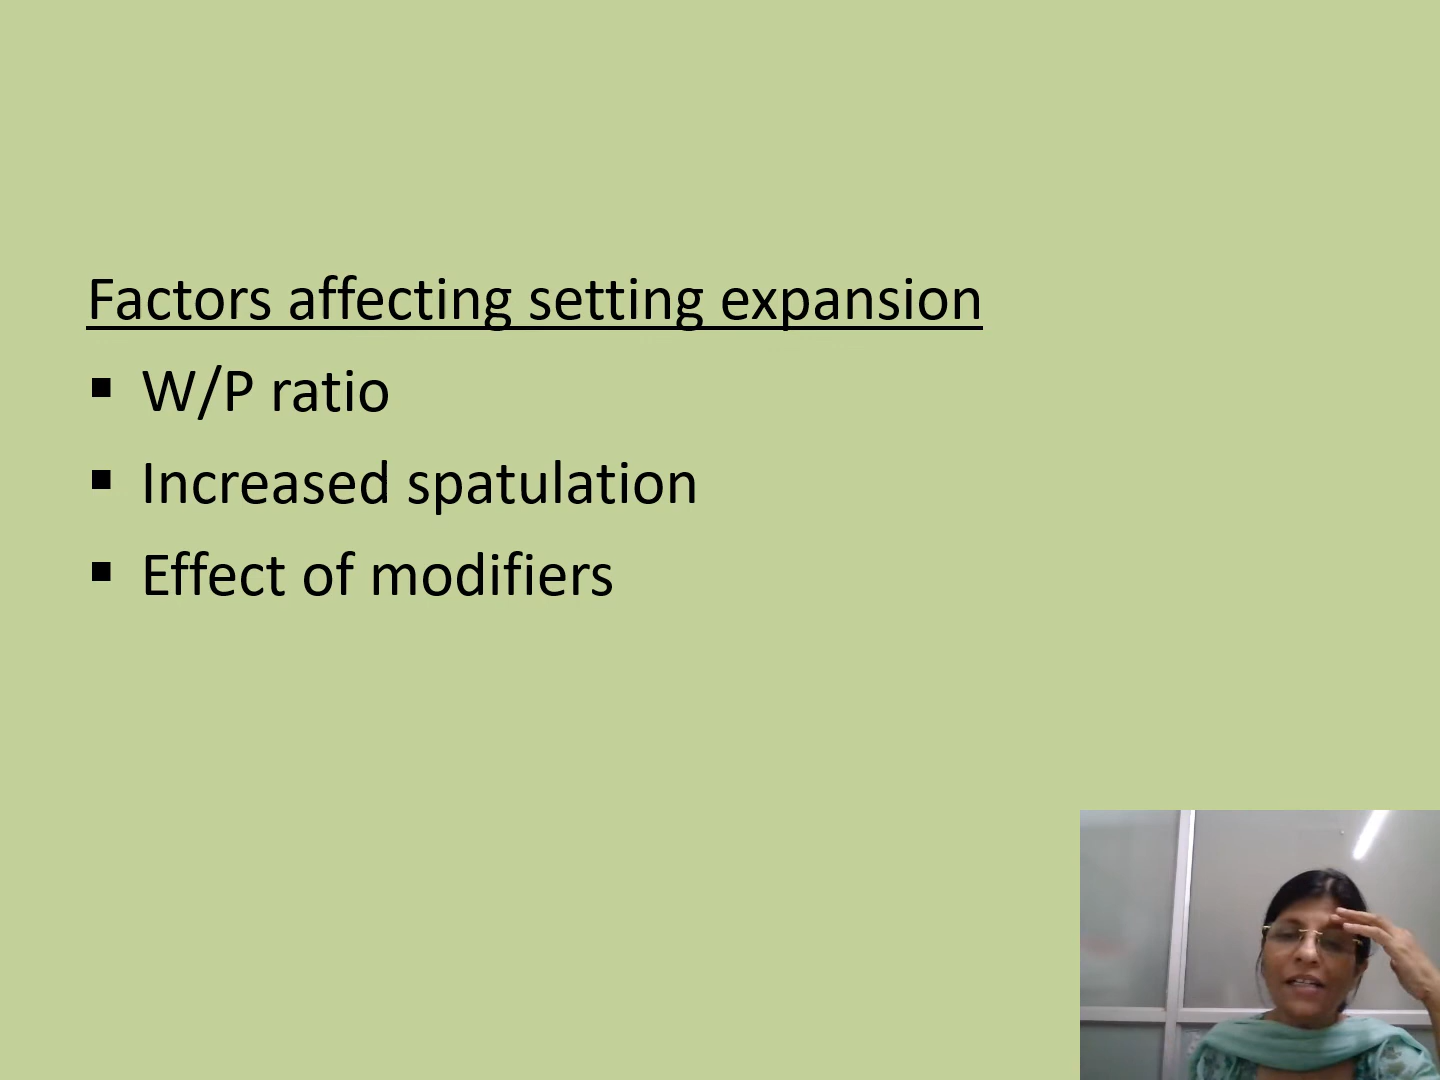 Factors affecting setting expansion
▪ W/P ratio
▪ Increased spatulation
▪ Effect of modifiers